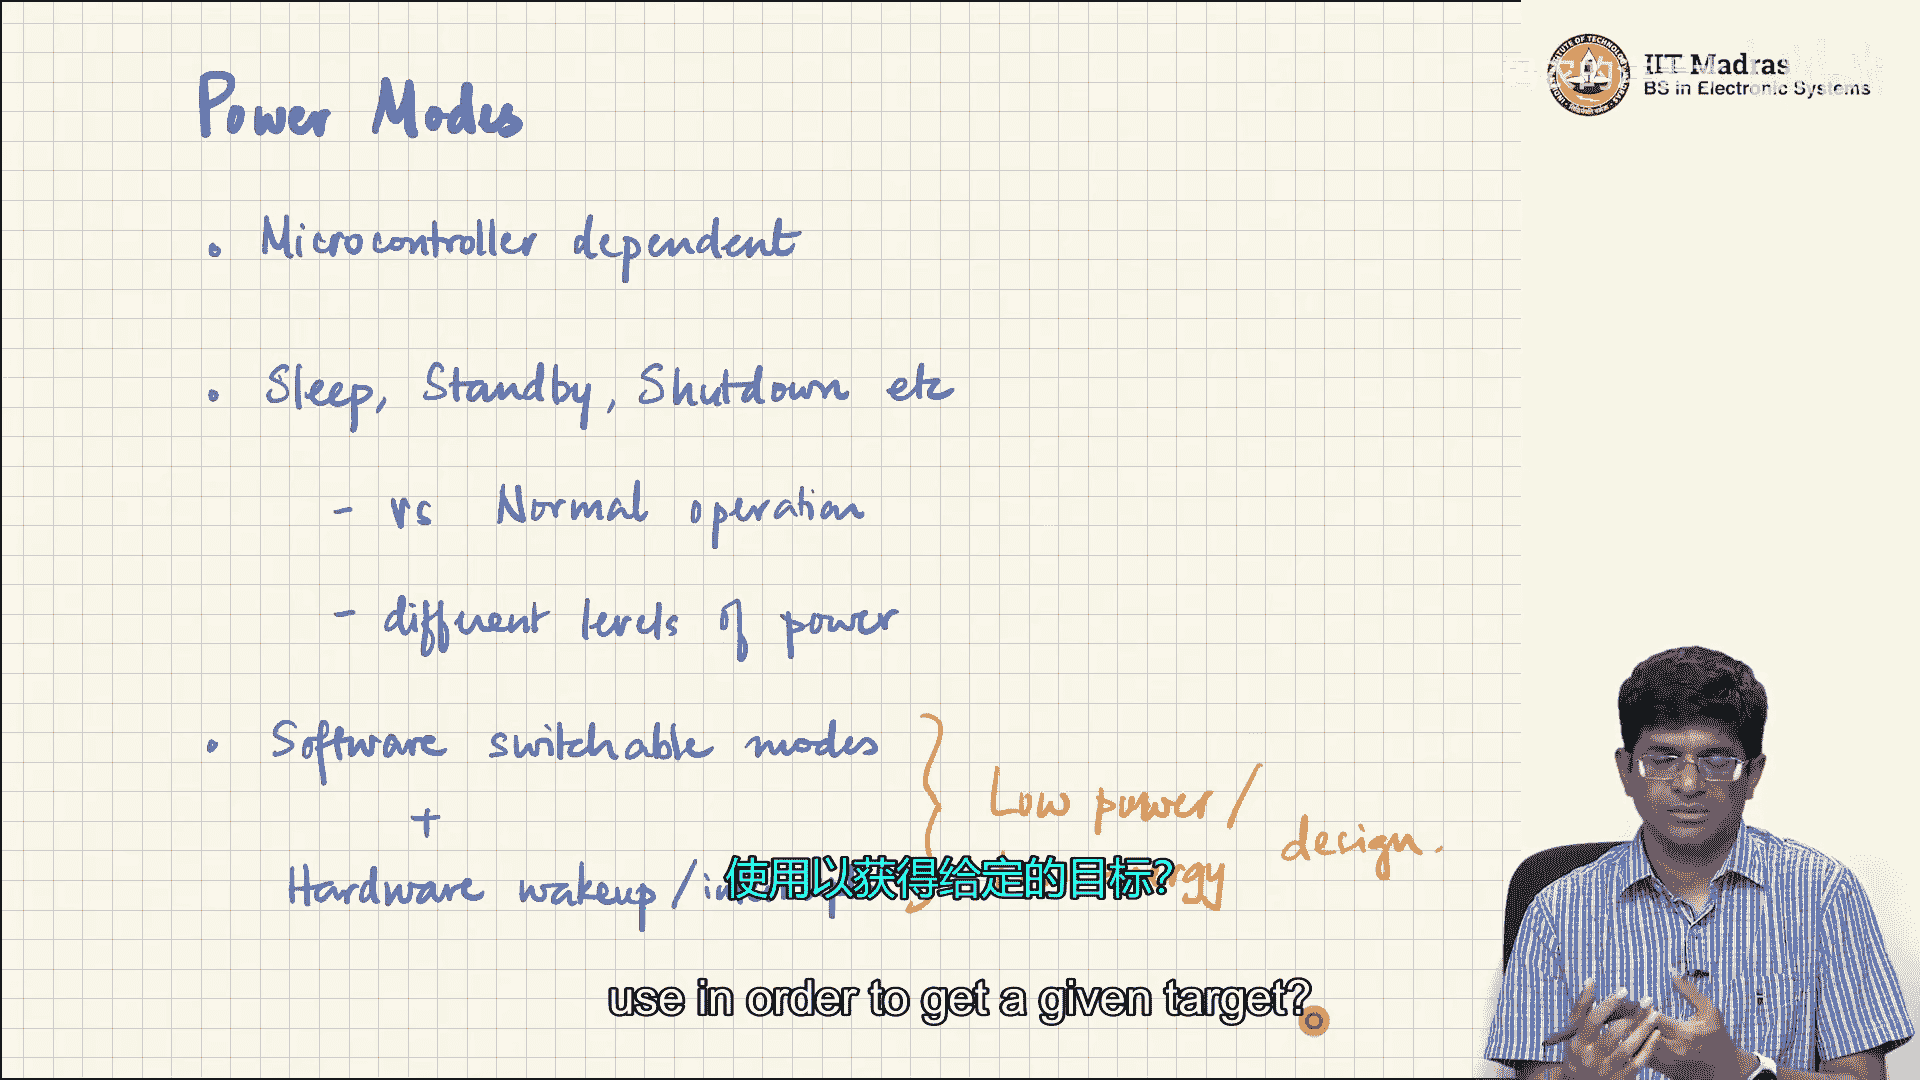 Power Modes
IIT Madras
BS in Electronic Systems
• Microcontroller dependent
• Sleep, Standby, Shutdown etc
- vs Normal operation
- different levels of power
• Software switchable modes
+
Hardware wakeup /
Low power /
design.
使用以获得给定的目标?
use in order to get a given target?